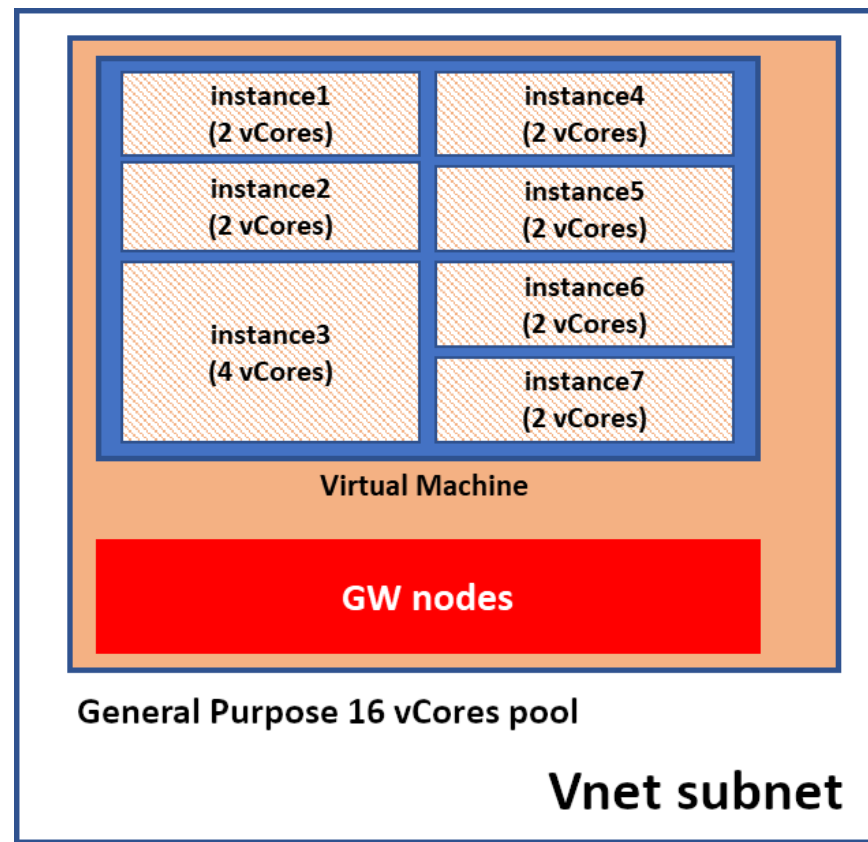 instance1
(2 vCores)
instance2
(2 vCores)
instance3
(4 vCores)
instance4
(2 vCores)
instance5
(2 vCores)
instance6
(2 vCores)
instance7
(2 vCores)
Virtual Machine
GW nodes
General Purpose 16 vCores pool
Vnet subnet